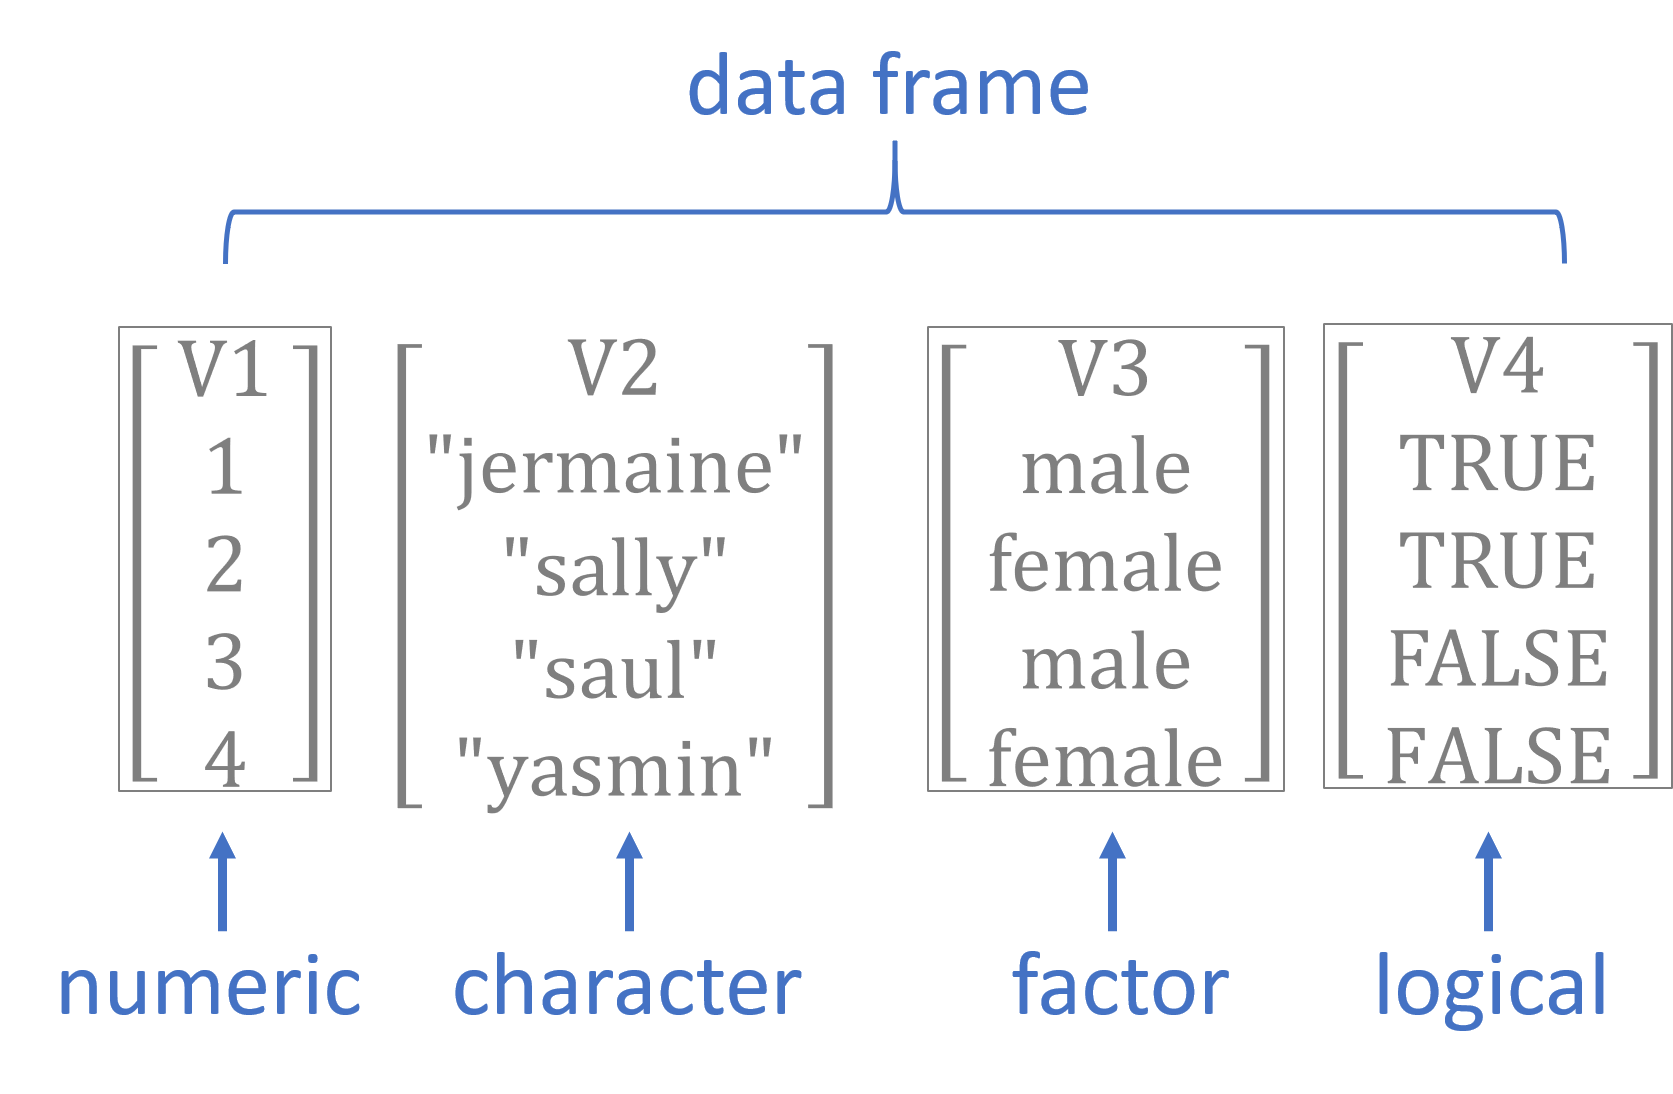 data frame
V1 V2 V3 V4
1 "jermaine" male TRUE
2 "sally" female TRUE
3 "saul" male FALSE
4 "yasmin" female FALSE
numeric character factor logical